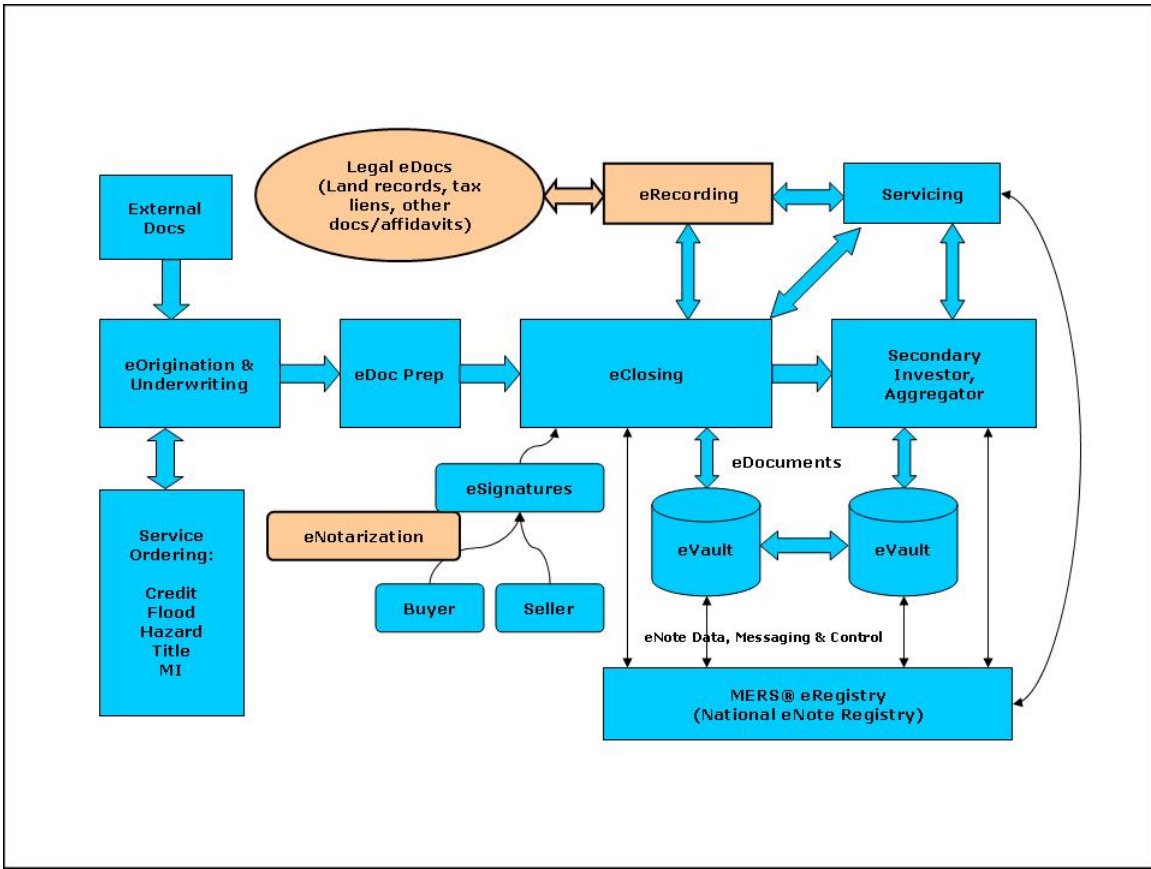 Legal eDocs
(Land records, tax
liens, other
docs/affidavits)
eRecording
Servicing
External
Docs
eOrigination &
Underwriting
eDoc Prep
eClosing
Secondary
Investor,
Aggregator
eDocuments
eSignatures
eNotarization
Buyer
Seller
Service
Ordering:
Credit
Flood
Hazard
Title
MI
eVault
eVault
eNote Data, Messaging & Control
MERS® eRegistry
(National eNote Registry)